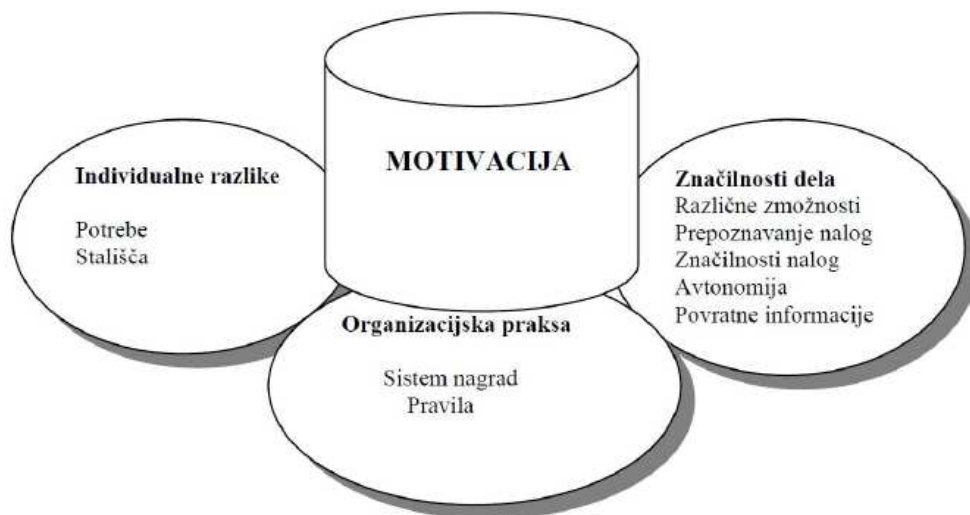 MOTIVACIJA
Individualne razlike
Potrebe
Stališča
Značilnosti dela
Različne zmožnosti
Prepoznavanje nalog
Značilnosti nalog
Avtonomija
Povratne informacije
Organizacijska praksa
Sistem nagrad
Pravila